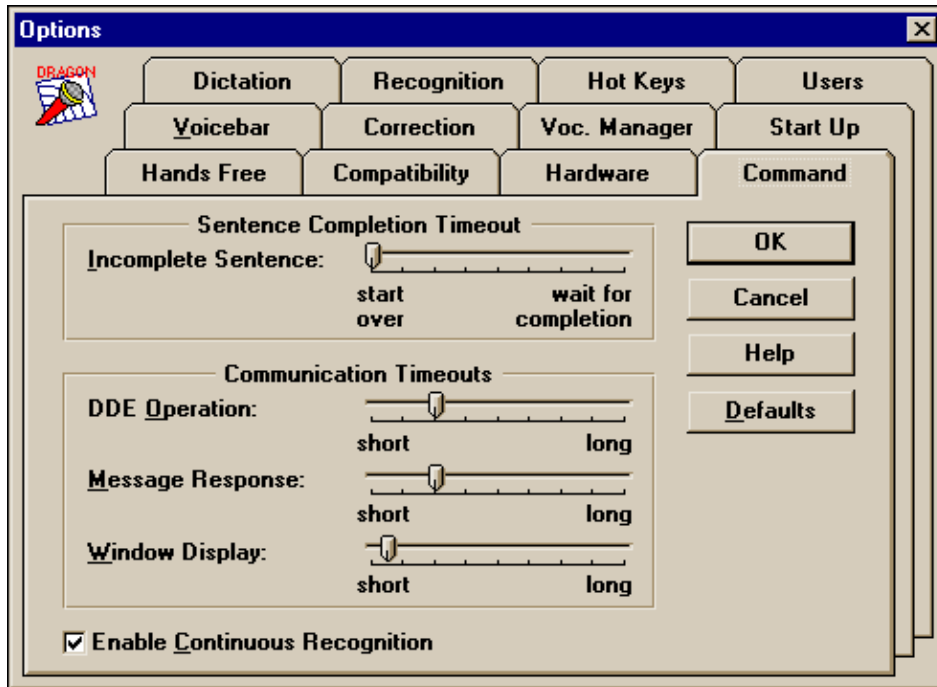 Options
DRAGON
Dictation Recognition Hot Keys Users
Voicebar Correction Voc. Manager Start Up
Hands Free Compatibility Hardware Command
Sentence Completion Timeout
Incomplete Sentence:
start over
wait for completion
OK
Cancel
Help
Defaults
Communication Timeouts
DDE Operation:
short long
Message Response:
short long
Window Display:
short long
Enable Continuous Recognition